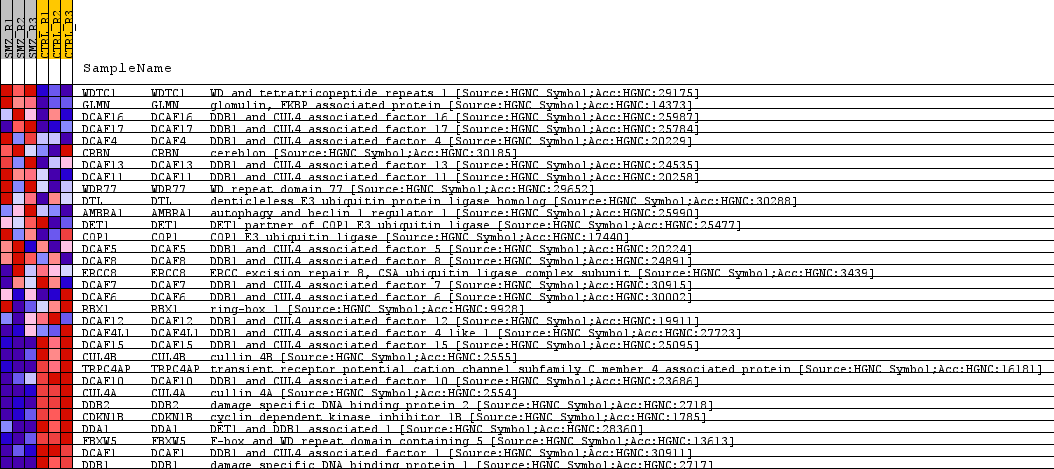 SMZ_R1 SMZ_R2 SMZ_R3 CTRL_R1 CTRL_R2 CTRL_R3
SampleName
WDTC1 WDTC1 WD and tetratricopeptide repeats 1 [Source:HGNC Symbol;Acc:HGNC:29175]
GLMN GLMN glomulin, FKBP associated protein [Source:HGNC Symbol;Acc:HGNC:14373]
DCAF16 DCAF16 DDB1 and CUL4 associated factor 16 [Source:HGNC Symbol;Acc:HGNC:25987]
DCAF17 DCAF17 DDB1 and CUL4 associated factor 17 [Source:HGNC Symbol;Acc:HGNC:25784]
DCAF4 DCAF4 DDB1 and CUL4 associated factor 4 [Source:HGNC Symbol;Acc:HGNC:20229]
CRBN CRBN cereblon [Source:HGNC Symbol;Acc:HGNC:30185]
DCAF13 DCAF13 DDB1 and CUL4 associated factor 13 [Source:HGNC Symbol;Acc:HGNC:24535]
DCAF11 DCAF11 DDB1 and CUL4 associated factor 11 [Source:HGNC Symbol;Acc:HGNC:20258]
WDR77 WDR77 WD repeat domain 77 [Source:HGNC Symbol;Acc:HGNC:29652]
DTL DTL denticleless E3 ubiquitin protein ligase homolog [Source:HGNC Symbol;Acc:HGNC:30288]
AMBRA1 AMBRA1 autophagy and beclin 1 regulator 1 [Source:HGNC Symbol;Acc:HGNC:25990]
DET1 DET1 DET1 partner of COP1 E3 ubiquitin ligase [Source:HGNC Symbol;Acc:HGNC:25477]
COP1 COP1 COP1 E3 ubiquitin ligase [Source:HGNC Symbol;Acc:HGNC:17440]
DCAF5 DCAF5 DDB1 and CUL4 associated factor 5 [Source:HGNC Symbol;Acc:HGNC:20224]
DCAF8 DCAF8 DDB1 and CUL4 associated factor 8 [Source:HGNC Symbol;Acc:HGNC:24891]
ERCC8 ERCC8 ERCC excision repair 8, CSA ubiquitin ligase complex subunit [Source:HGNC Symbol;Acc:HGNC:3439]
DCAF7 DCAF7 DDB1 and CUL4 associated factor 7 [Source:HGNC Symbol;Acc:HGNC:30915]
DCAF6 DCAF6 DDB1 and CUL4 associated factor 6 [Source:HGNC Symbol;Acc:HGNC:30002]
RBX1 RBX1 ring-box 1 [Source:HGNC Symbol;Acc:HGNC:9928]
DCAF12 DCAF12 DDB1 and CUL4 associated factor 12 [Source:HGNC Symbol;Acc:HGNC:19911]
DCAF4L1 DCAF4L1 DDB1 and CUL4 associated factor 4 like 1 [Source:HGNC Symbol;Acc:HGNC:27723]
DCAF15 DCAF15 DDB1 and CUL4 associated factor 15 [Source:HGNC Symbol;Acc:HGNC:25095]
CUL4B CUL4B cullin 4B [Source:HGNC Symbol;Acc:HGNC:2555]
TRPC4AP TRPC4AP transient receptor potential cation channel subfamily C member 4 associated protein [Source:HGNC Symbol;Acc:HGNC:16181]
DCAF10 DCAF10 DDB1 and CUL4 associated factor 10 [Source:HGNC Symbol;Acc:HGNC:23686]
CUL4A CUL4A cullin 4A [Source:HGNC Symbol;Acc:HGNC:2554]
DDB2 DDB2 damage specific DNA binding protein 2 [Source:HGNC Symbol;Acc:HGNC:2718]
CDKN1B CDKN1B cyclin dependent kinase inhibitor 1B [Source:HGNC Symbol;Acc:HGNC:1785]
DDA1 DDA1 DET1 and DDB1 associated 1 [Source:HGNC Symbol;Acc:HGNC:28360]
FBXW5 FBXW5 F-box and WD repeat domain containing 5 [Source:HGNC Symbol;Acc:HGNC:13613]
DCAF1 DCAF1 DDB1 and CUL4 associated factor 1 [Source:HGNC Symbol;Acc:HGNC:30911]
DDB1 DDB1 damage specific DNA binding protein 1 [Source:HGNC Symbol;Acc:HGNC:2717]